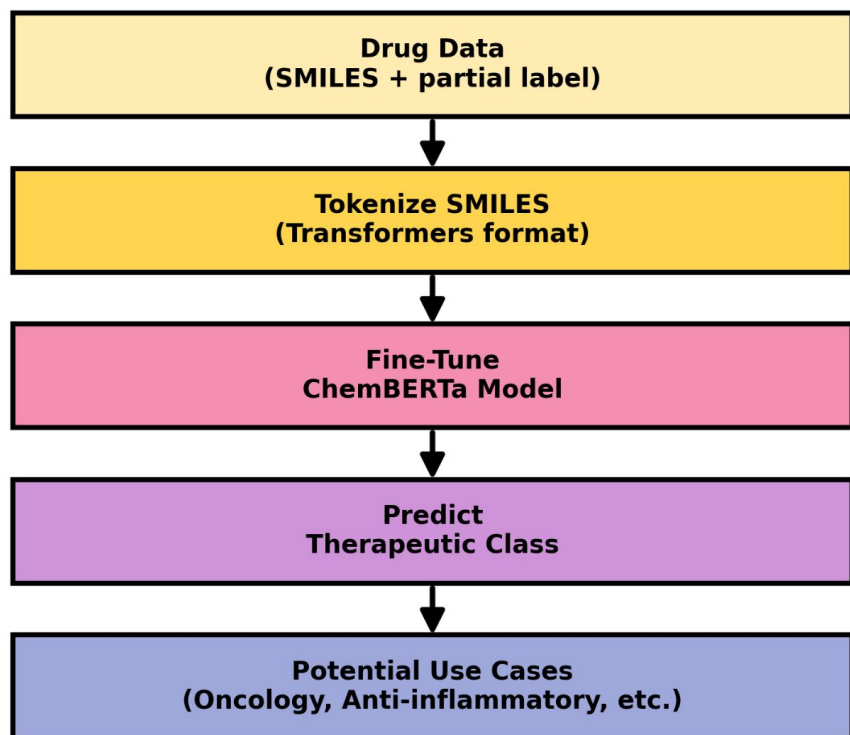 Drug Data
(SMILES + partial label)
Tokenize SMILES
(Transformers format)
Fine-Tune
ChemBERTa Model
Predict
Therapeutic Class
Potential Use Cases
(Oncology, Anti-inflammatory, etc.)